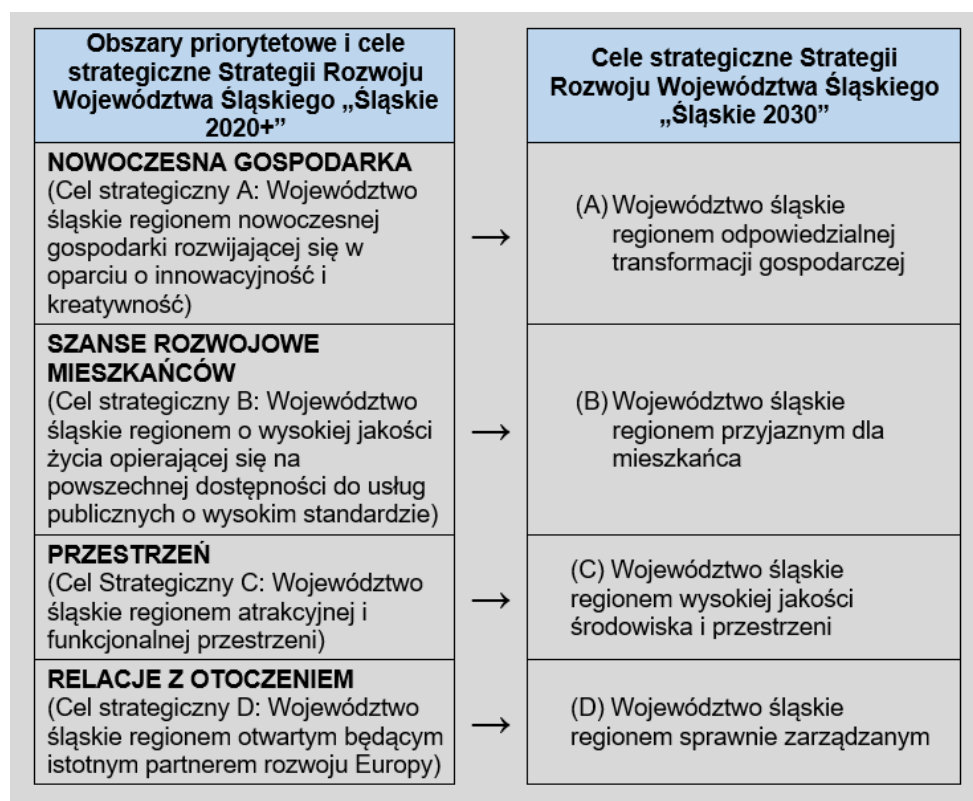 Obszary priorytetowe i cele
strategiczne Strategii Rozwoju
Województwa Śląskiego „Śląskie
2020+”
Cele strategiczne Strategii
Rozwoju Województwa Śląskiego
„Śląskie 2030”
NOWOCZESNA GOSPODARKA
(Cel strategiczny A: Województwo
śląskie regionem nowoczesnej
gospodarki rozwijającej się w
oparciu o innowacyjność i
kreatywność)
→
(A) Województwo śląskie
regionem odpowiedzialnej
transformacji gospodarczej
SZANSE ROZWOJOWE
MIESZKAŃCÓW
(Cel strategiczny B: Województwo
śląskie regionem o wysokiej jakości
życia opierającej się na
powszechnej dostępności do usług
publicznych o wysokim standardzie)
→
(B) Województwo śląskie
regionem przyjaznym dla
mieszkańca
PRZESTRZEŃ
(Cel Strategiczny C: Województwo
śląskie regionem atrakcyjnej i
funkcjonalnej przestrzeni)
→
(C) Województwo śląskie
regionem wysokiej jakości
środowiska i przestrzeni
RELACJE Z OTOCZENIEM
(Cel strategiczny D: Województwo
śląskie regionem otwartym będącym
istotnym partnerem rozwoju Europy)
→
(D) Województwo śląskie
regionem sprawnie zarządzanym